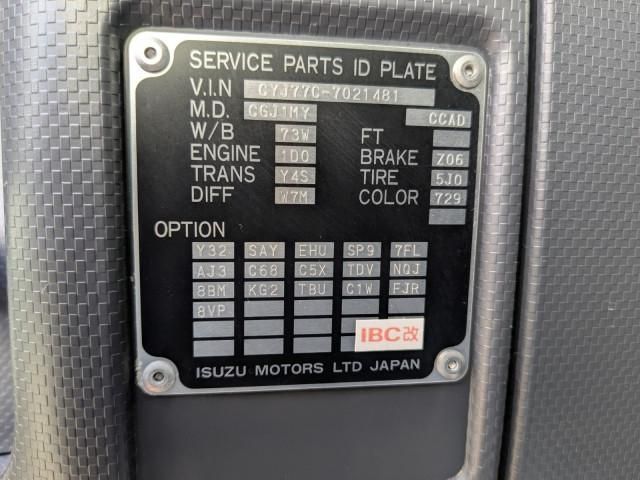 SERVICE PARTS ID PLATE
V.I.N CYJ77C-7021481
M.D. CGJ1MY CCAD
W/B 73W FT
ENGINE 1D0 BRAKE Z06
TRANS Y4S TIRE 5J0
DIFF W7M COLOR 729
OPTION
Y32 SAY EHU SP9 7FL
AJ3 C68 C5X TDV NQJ
8BM KG2 TBU C1W FJR
8VP
IBC改
ISUZU MOTORS LTD JAPAN